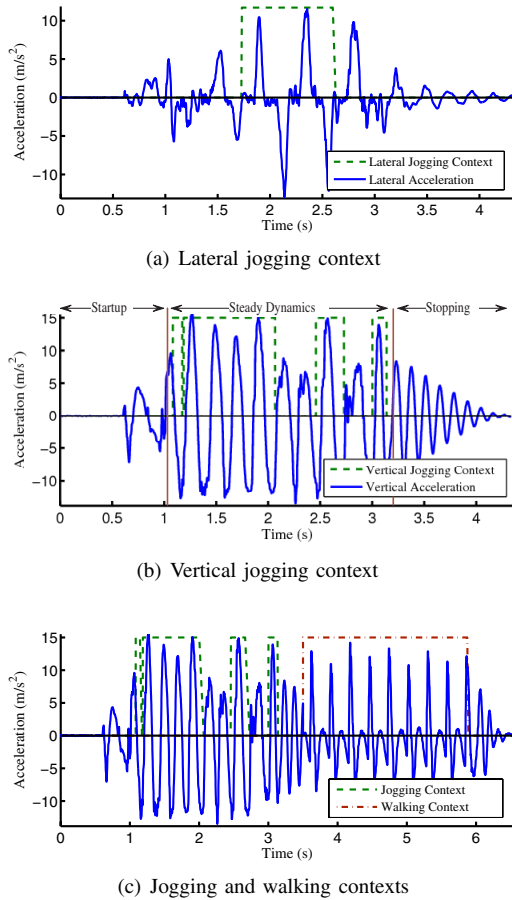 10
5
0
−5
−10
Acceleration (m/s²)
Lateral Jogging Context
Lateral Acceleration
0 0.5 1 1.5 2 2.5 3 3.5 4
Time (s)
(a) Lateral jogging context
Startup Steady Dynamics Stopping
15
10
5
0
−5
−10
Acceleration (m/s²)
Vertical Jogging Context
Vertical Acceleration
0 0.5 1 1.5 2 2.5 3 3.5 4
Time (s)
(b) Vertical jogging context
15
10
5
0
−5
−10
Acceleration (m/s²)
Jogging Context
Walking Context
0 1 2 3 4 5 6
Time (s)
(c) Jogging and walking contexts